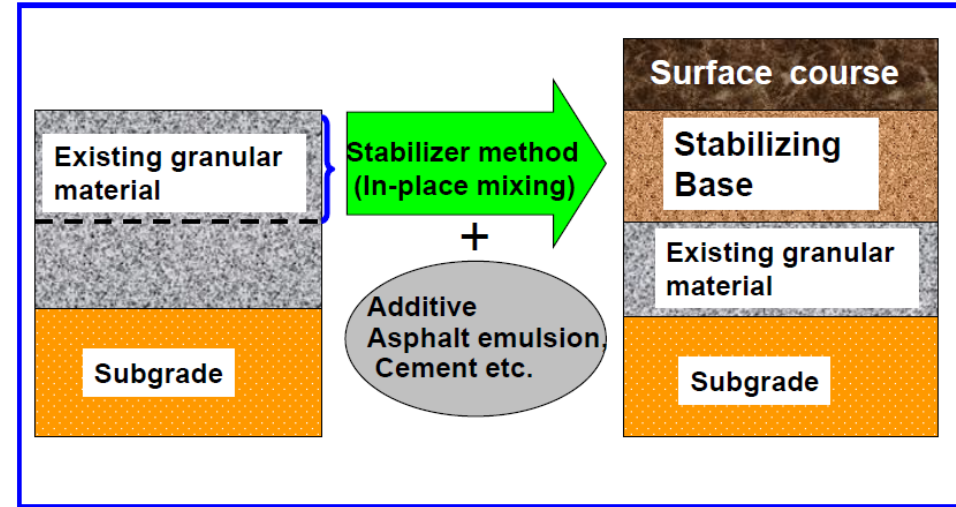 Existing granular
material
Subgrade
Stabilizer method
(In-place mixing)
+
Additive
Asphalt emulsion,
Cement etc.
Surface course
Stabilizing
Base
Existing granular
material
Subgrade